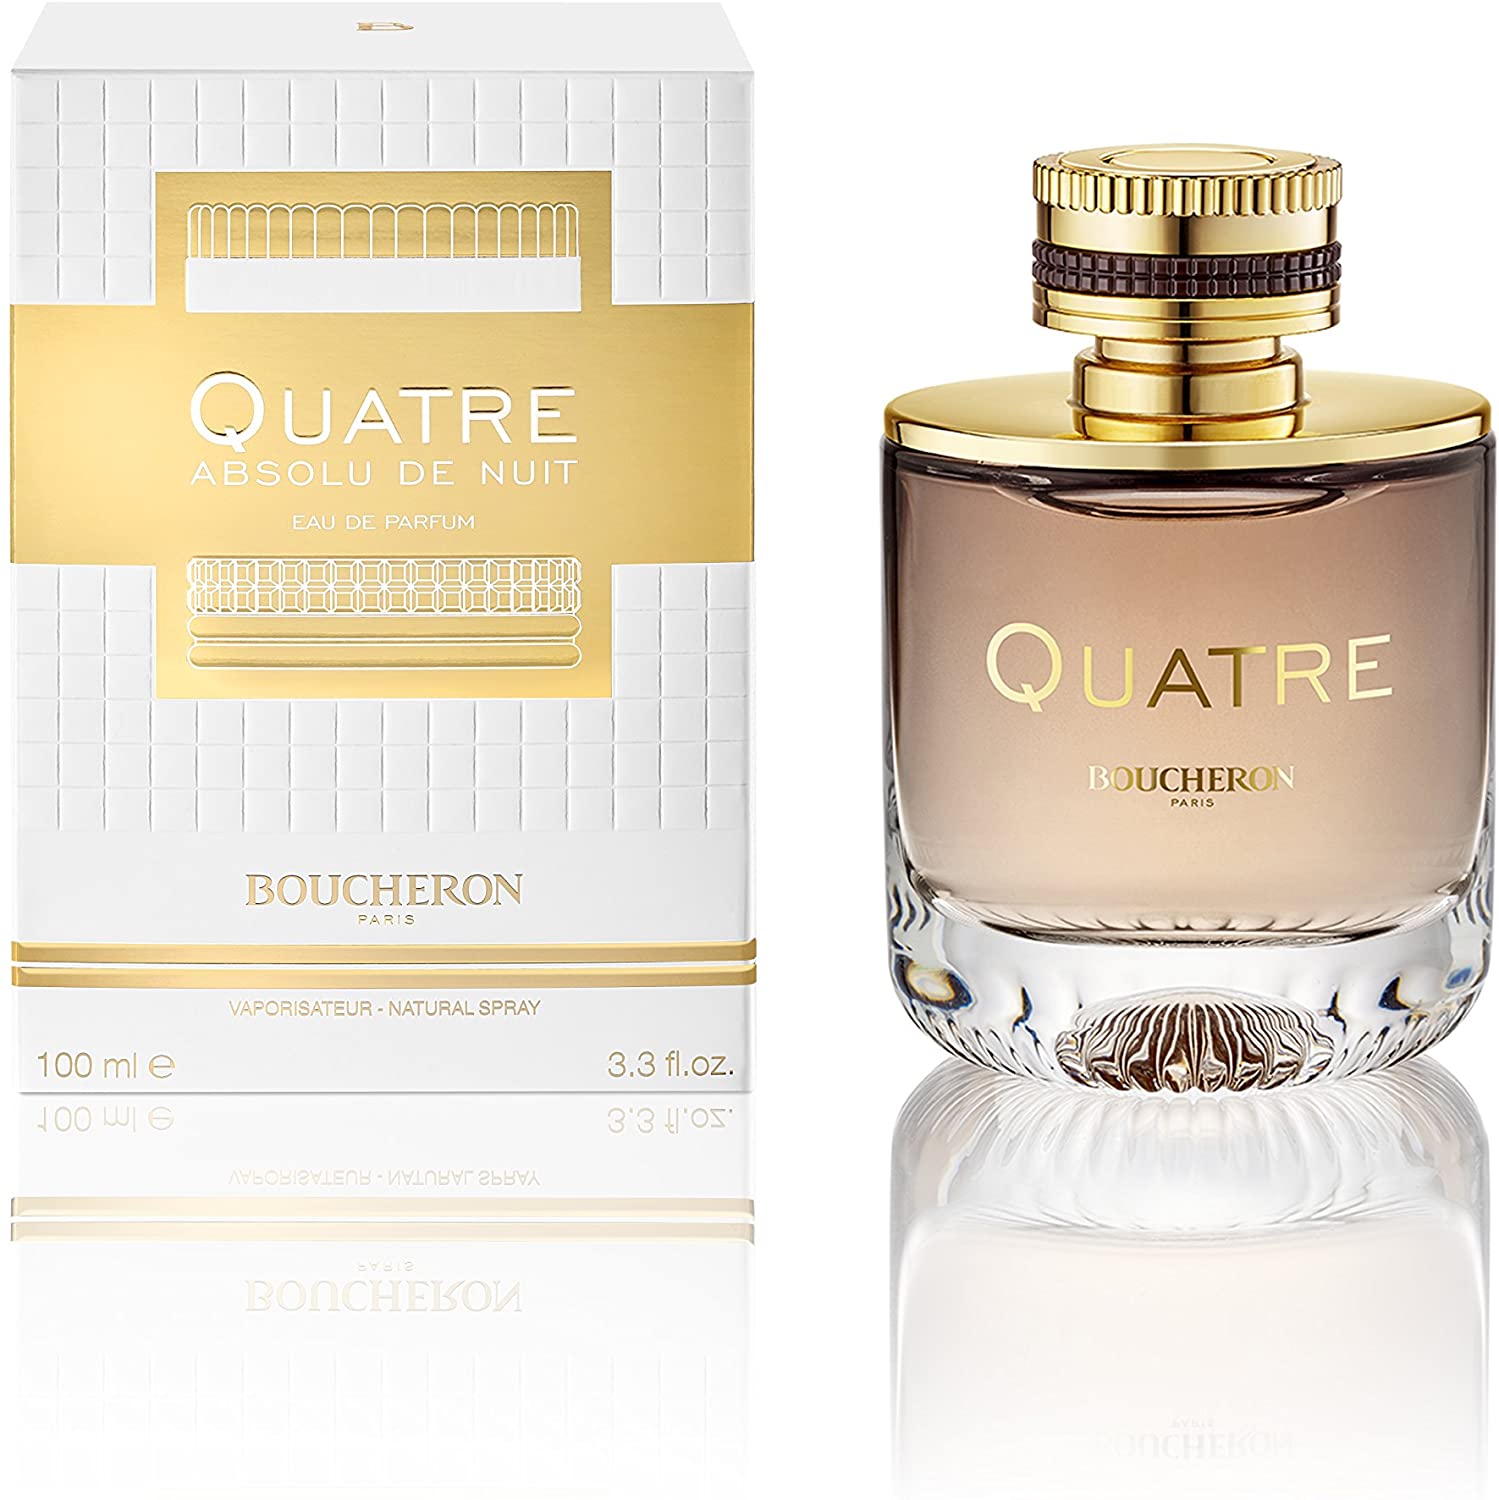 QUATRE
ABSOLU DE NUIT
EAU DE PARFUM
BOUCHERON
PARIS
VAPORISATEUR - NATURAL SPRAY
100 ml ℮
3.3 fl.oz.
QUATRE
BOUCHERON
PARIS